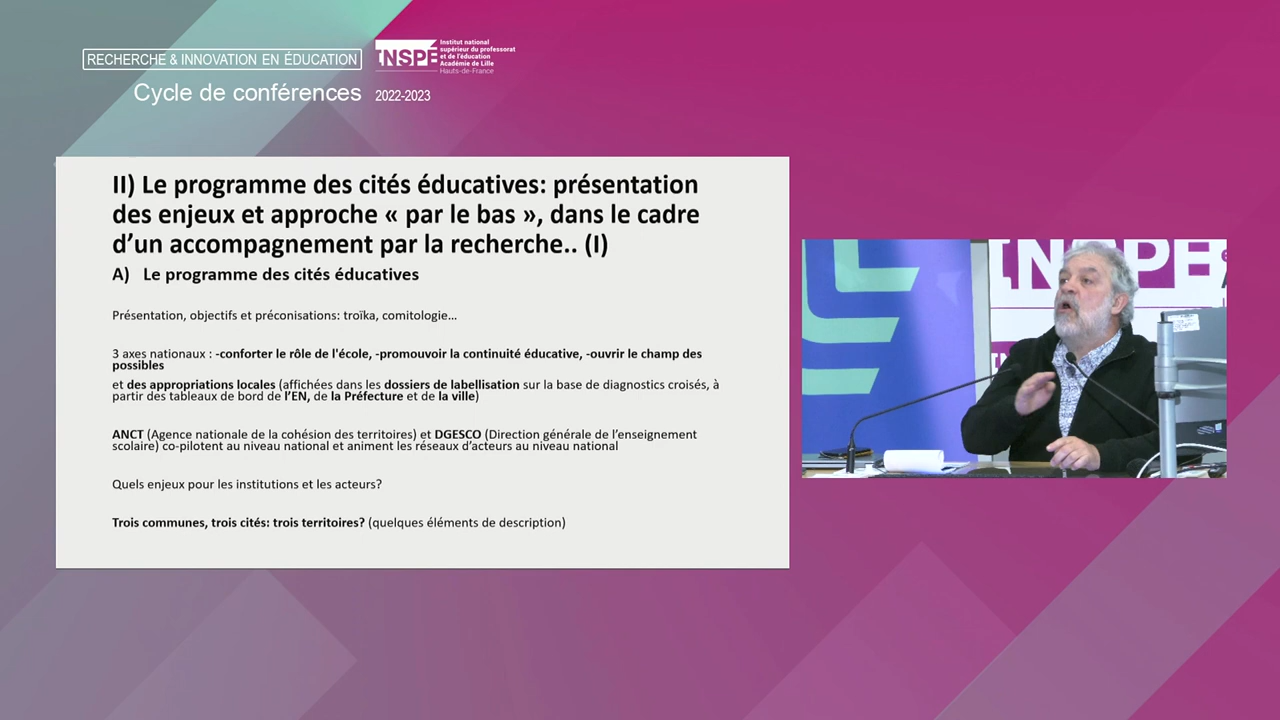 RECHERCHE & INNOVATION EN ÉDUCATION
Cycle de conférences 2022-2023
INSPÉ
Institut national
supérieur du professorat
et de l'éducation
Académie de Lille
Hauts-de-France
II) Le programme des cités éducatives: présentation
des enjeux et approche « par le bas », dans le cadre
d’un accompagnement par la recherche.. (I)
A) Le programme des cités éducatives
Présentation, objectifs et préconisations: troïka, comitologie…
3 axes nationaux : -conforter le rôle de l'école, -promouvoir la continuité éducative, -ouvrir le champ des
possibles
et des appropriations locales (affichées dans les dossiers de labellisation sur la base de diagnostics croisés, à
partir des tableaux de bord de l’EN, de la Préfecture et de la ville)
ANCT (Agence nationale de la cohésion des territoires) et DGESCO (Direction générale de l’enseignement
scolaire) co-pilotent au niveau national et animent les réseaux d’acteurs au niveau national
Quels enjeux pour les institutions et les acteurs?
Trois communes, trois cités: trois territoires? (quelques éléments de description)
INSPÉ